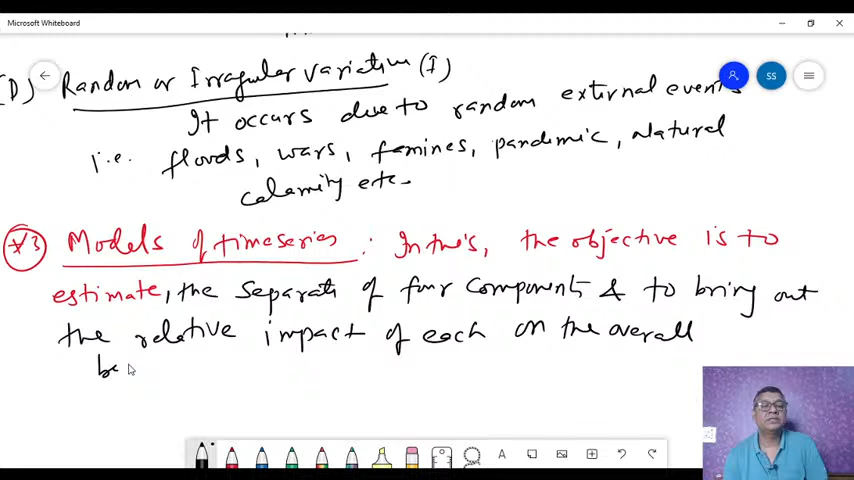 Microsoft Whiteboard
(D) Random or Irregular variation (I)
SS
It occurs due to random external events
i.e. floods, wars, famines, pandemic, Natural
calamity etc.
*3 Models of timeseries : In this, the objective is to
estimate, the separate of four components & to bring out
the relative impact of each on the overall
be
A